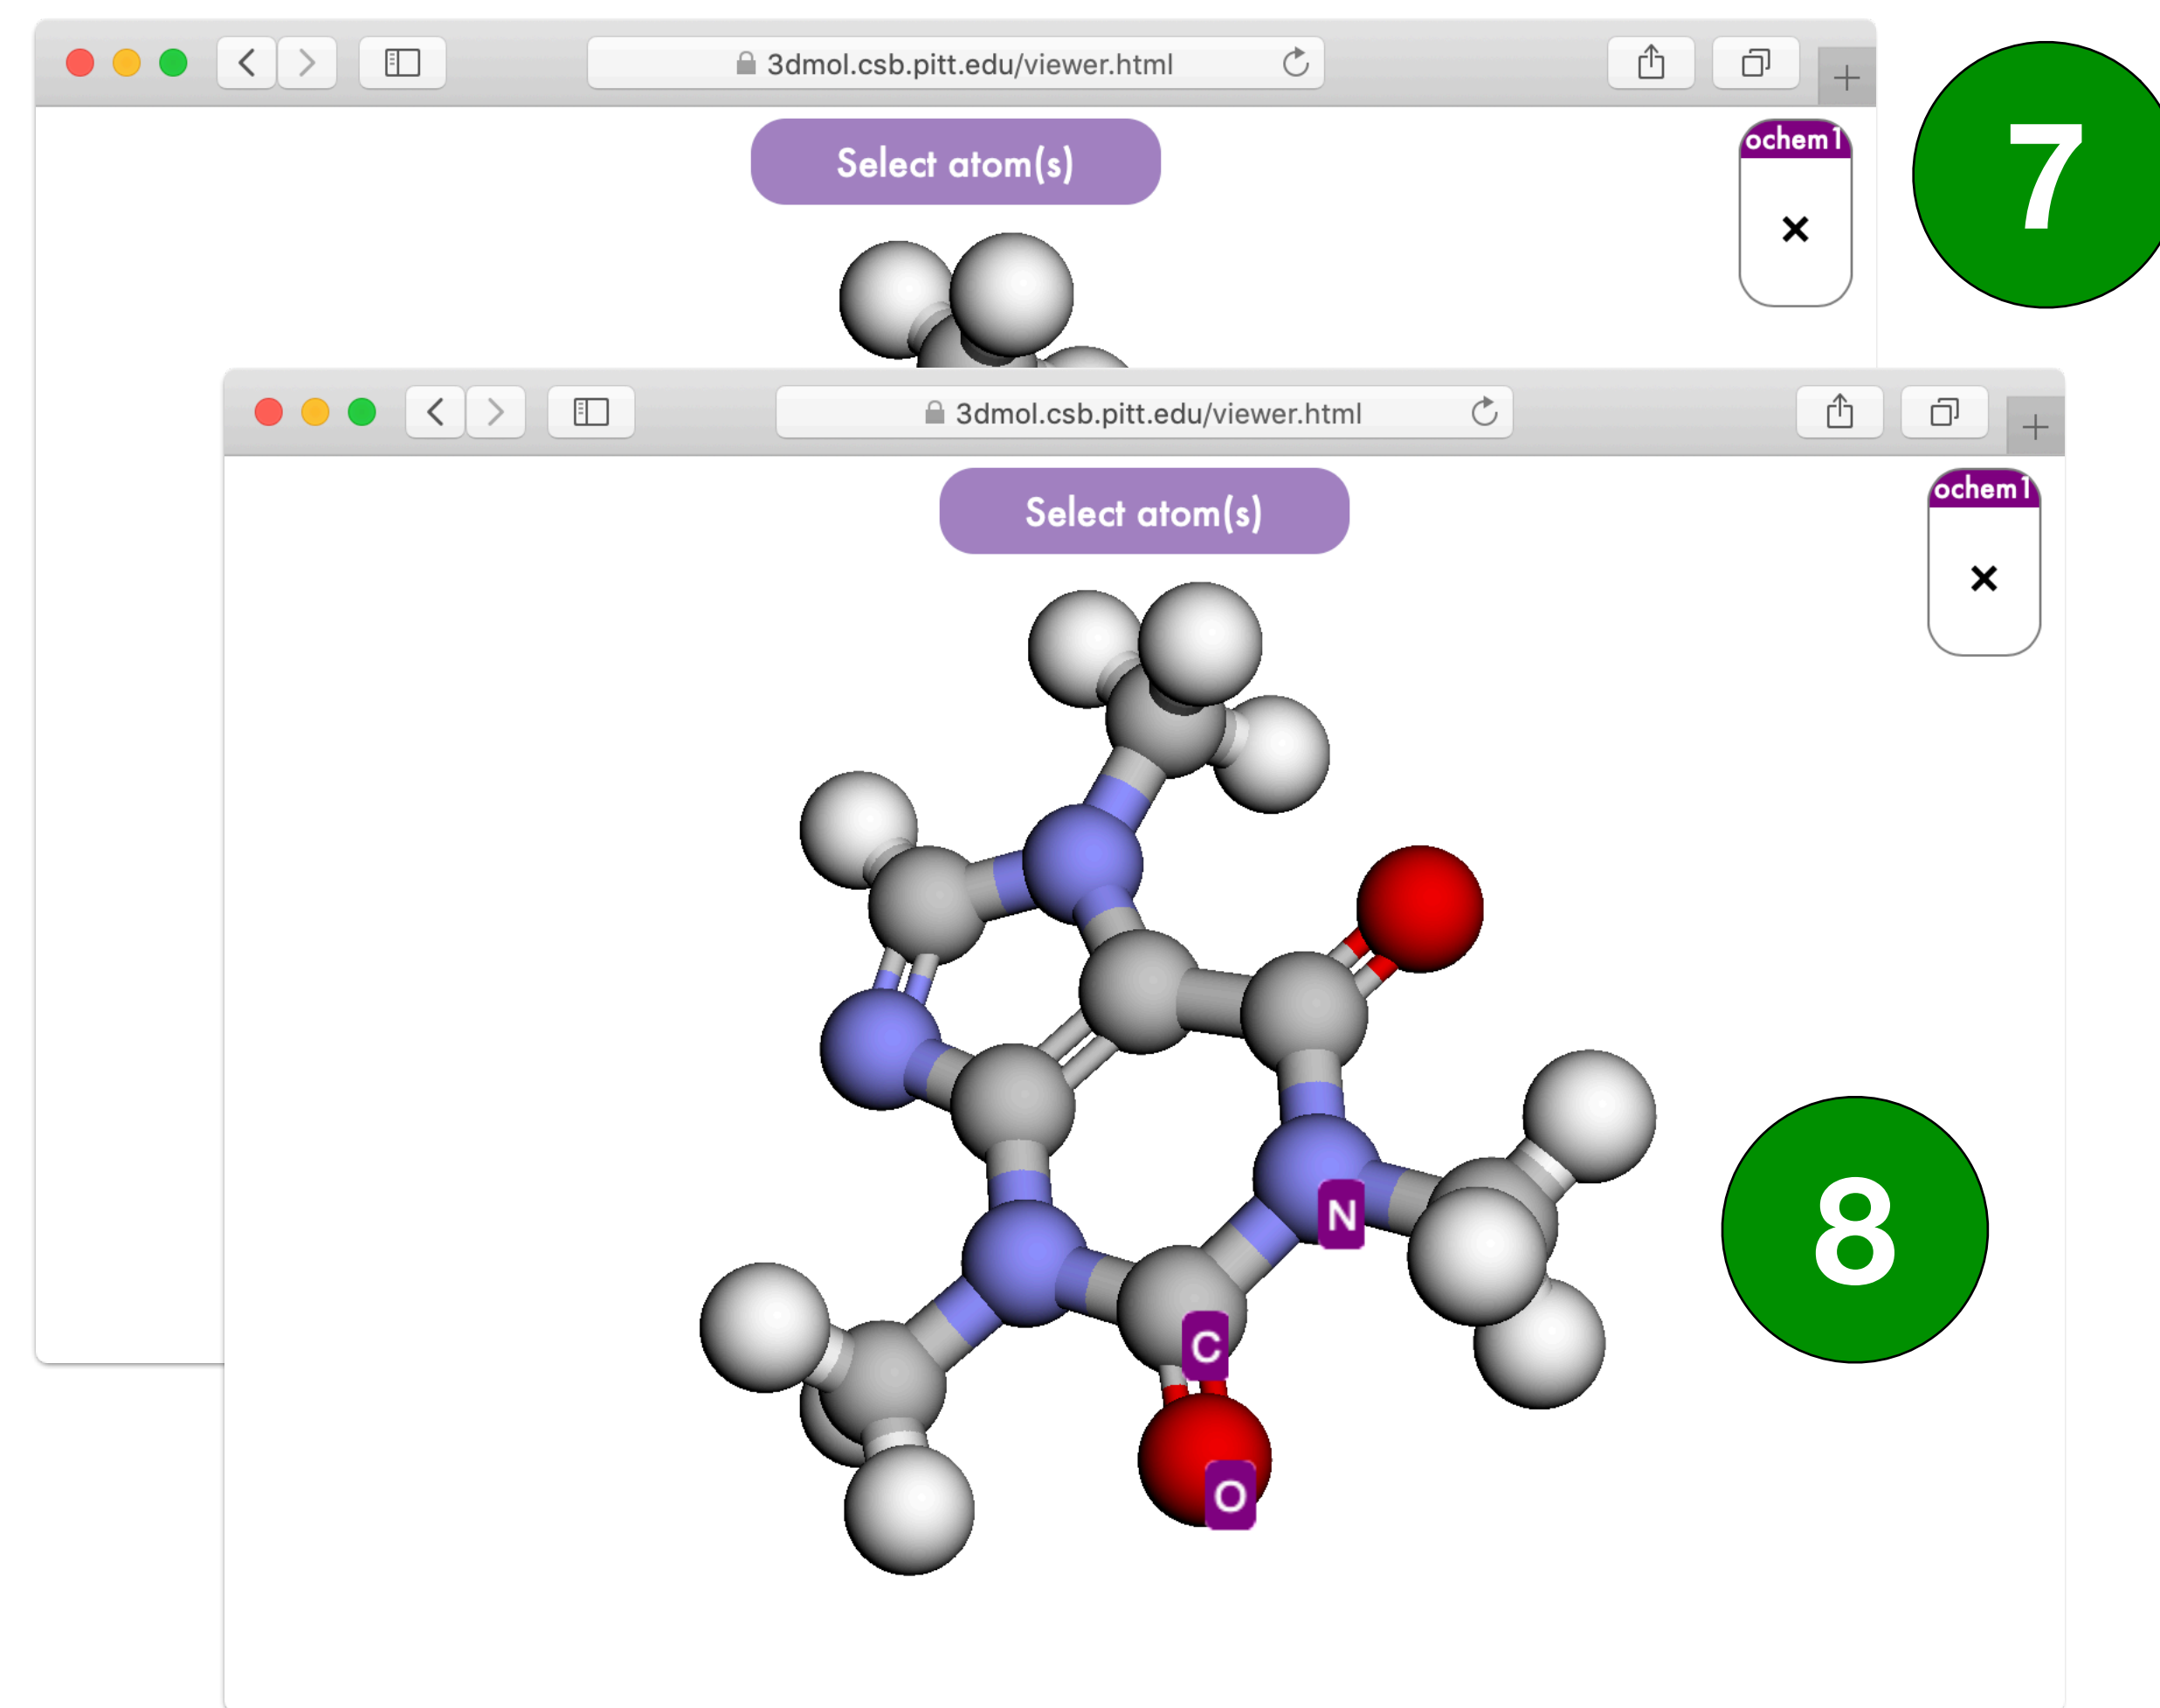 3dmol.csb.pitt.edu/viewer.html
Select atom(s)
ochem1
7
3dmol.csb.pitt.edu/viewer.html
Select atom(s)
ochem1
N
8
C
O